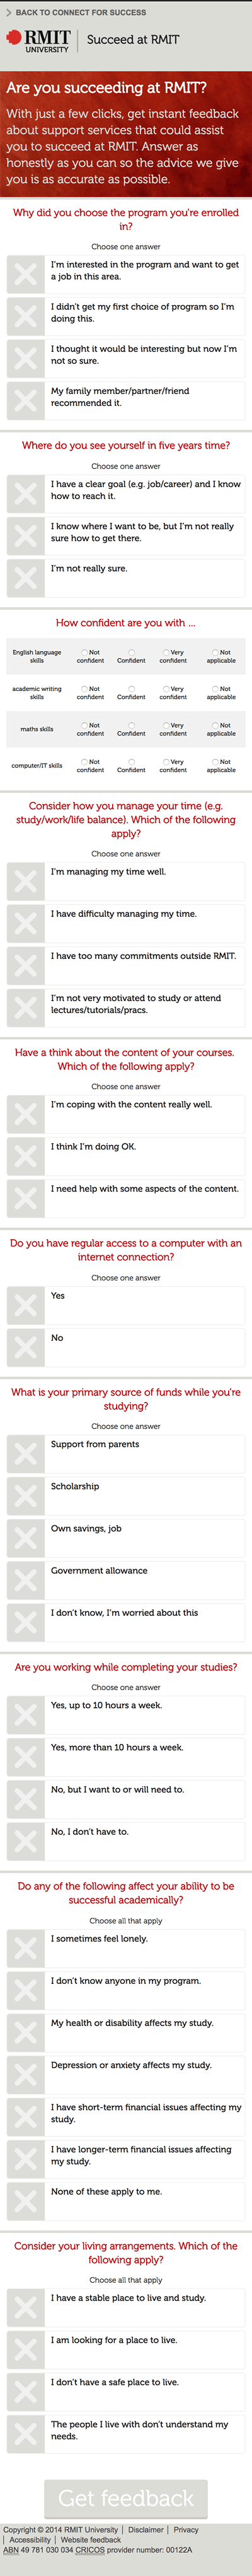 > BACK TO CONNECT FOR SUCCESS
RMIT
UNIVERSITY
Succeed at RMIT
Are you succeeding at RMIT?
With just a few clicks, get instant feedback
about support services that could assist
you to succeed at RMIT. Answer as
honestly as you can so the advice we give
you is as accurate as possible.
Why did you choose the program you're enrolled
in?
Choose one answer
I'm interested in the program and want to get
a job in this area.
I didn't get my first choice of program so I'm
doing this.
I thought it would be interesting but now I'm
not so sure.
My family member/partner/friend
recommended it.
Where do you see yourself in five years time?
Choose one answer
I have a clear goal (e.g. job/career) and I know
how to reach it.
I know where I want to be, but I'm not really
sure how to get there.
I'm not really sure.
How confident are you with ...
English language
skills
Not
confident
Confident
Very
confident
Not
applicable
academic writing
skills
Not
confident
Confident
Very
confident
Not
applicable
maths skills
Not
confident
Confident
Very
confident
Not
applicable
computer/IT skills
Not
confident
Confident
Very
confident
Not
applicable
Consider how you manage your time (e.g.
study/work/life balance). Which of the following
apply?
Choose one answer
I'm managing my time well.
I have difficulty managing my time.
I have too many commitments outside RMIT.
I'm not very motivated to study or attend
lectures/tutorials/pracs.
Have a think about the content of your courses.
Which of the following apply?
Choose one answer
I'm coping with the content really well.
I think I'm doing OK.
I need help with some aspects of the content.
Do you have regular access to a computer with an
internet connection?
Choose one answer
Yes
No
What is your primary source of funds while you're
studying?
Choose one answer
Support from parents
Scholarship
Own savings, job
Government allowance
I don't know, I'm worried about this
Are you working while completing your studies?
Choose one answer
Yes, up to 10 hours a week.
Yes, more than 10 hours a week.
No, but I want to or will need to.
No, I don't have to.
Do any of the following affect your ability to be
successful academically?
Choose all that apply
I sometimes feel lonely.
I don't know anyone in my program.
My health or disability affects my study.
Depression or anxiety affects my study.
I have short-term financial issues affecting my
study.
I have longer-term financial issues affecting
my study.
None of these apply to me.
Consider your living arrangements. Which of the
following apply?
Choose all that apply
I have a stable place to live and study.
I am looking for a place to live.
I don't have a safe place to live.
The people I live with don't understand my
needs.
Get feedback
Copyright © 2014 RMIT University | Disclaimer | Privacy
| Accessibility | Website feedback
ABN 49 781 030 034 CRICOS provider number: 00122A